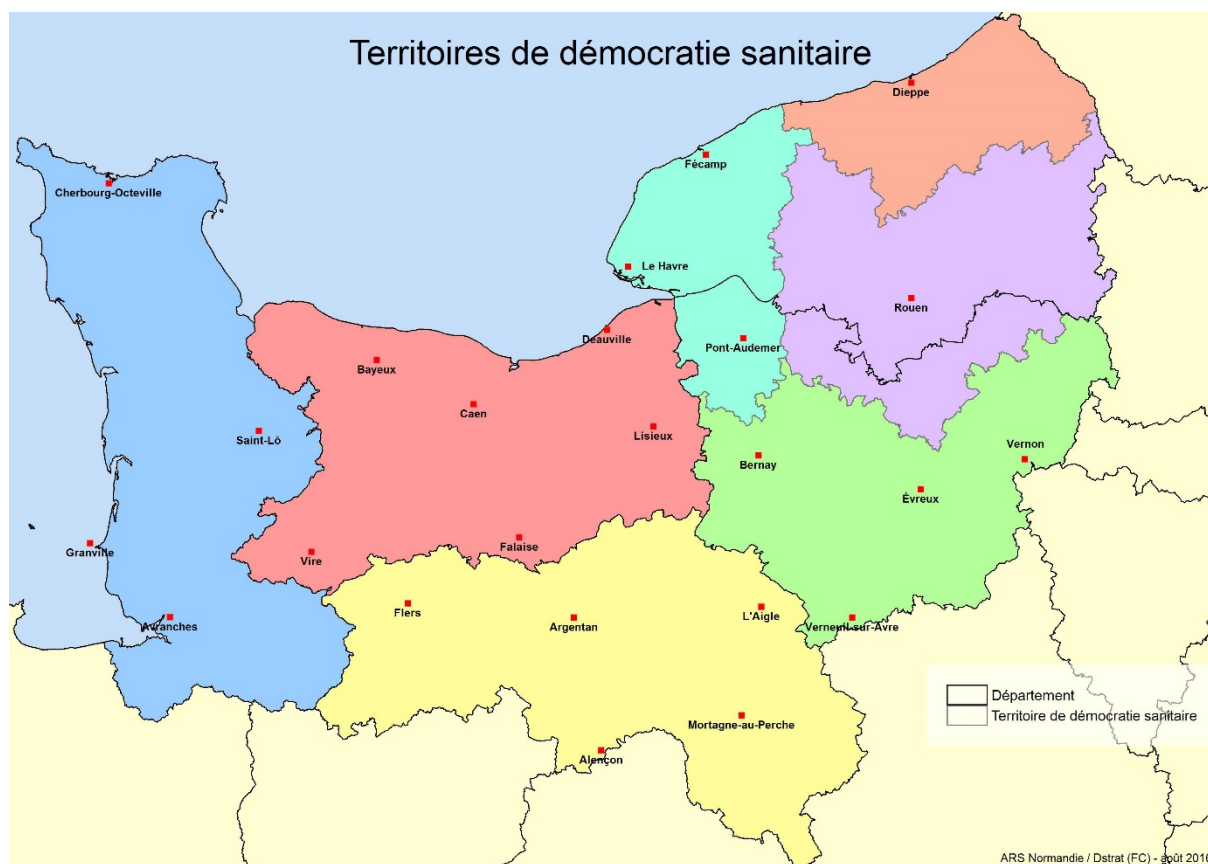 Territoires de démocratie sanitaire
Dieppe
Fécamp
Cherbourg-Octeville
Le Havre
Rouen
Deauville
Pont-Audemer
Bayeux
Caen
Saint-Lô
Lisieux
Vernon
Bernay
Évreux
Granville
Falaise
Vire
Flers
L'Aigle
Avranches
Argentan
Verneuil-sur-Avre
Département
Territoire de démocratie sanitaire
Mortagne-au-Perche
Alençon
ARS Normandie / Dstrat (FC) - août 2016